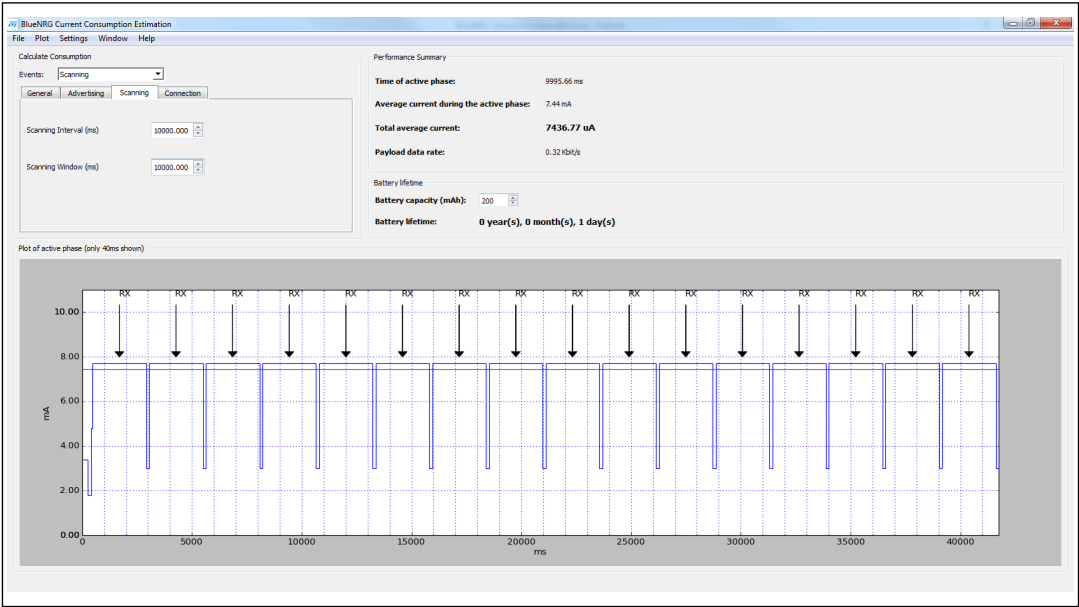 BlueNRG Current Consumption Estimation
File Plot Settings Window Help
Calculate Consumption
Events: Scanning
General Advertising Scanning Connection
Scanning Interval (ms) 10000.000
Scanning Window (ms) 10000.000
Performance Summary
Time of active phase: 9995.66 ms
Average current during the active phase: 7.44 mA
Total average current: 7436.77 uA
Payload data rate: 0.32 Kbit/s
Battery lifetime
Battery capacity (mAh): 200
Battery lifetime: 0 year(s), 0 month(s), 1 day(s)
Plot of active phase (only 40ms shown)
RX RX RX RX RX RX RX RX RX RX RX RX RX RX RX RX
10.00
8.00
6.00
mA
4.00
2.00
0.00
0 5000 10000 15000 20000 25000 30000 35000 40000
ms